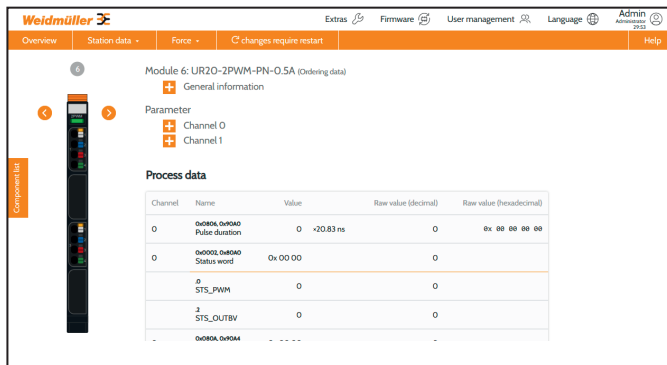 Weidmüller
Extras Firmware User management Language Admin
Administrator
29:53
Overview Station data Force changes require restart Help
6
Module 6: UR20-2PWM-PN-0.5A (Ordering data)
General information
Parameter
Channel 0
Channel 1
Component list
Process data
Channel Name Value Raw value (decimal) Raw value (hexadecimal)
0 0x0806, 0x90A0 0 ×20.83 ns 0 0x 00 00 00 00
Pulse duration
0 0x0002, 0x80A0 0x 00 00 0
Status word
.0
STS_PWM 0 0
.2
STS_OUTBV 0 0
0x080A, 0x90A4